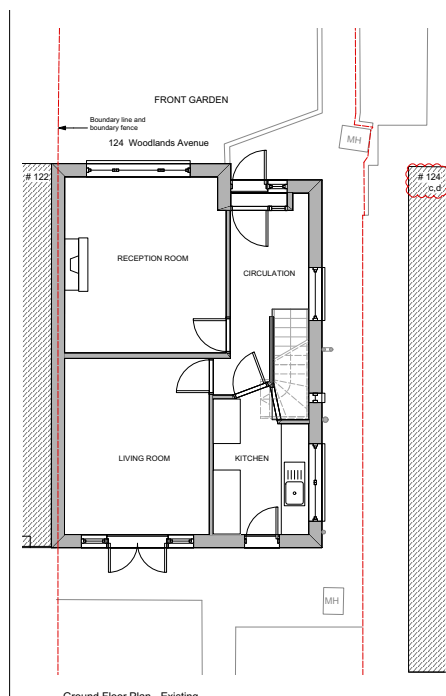 FRONT GARDEN
Boundary line and
boundary fence
124 Woodlands Avenue
MH
# 122
# 124
c,d
RECEPTION ROOM
CIRCULATION
LIVING ROOM
KITCHEN
MH
Ground Floor Plan - Existing